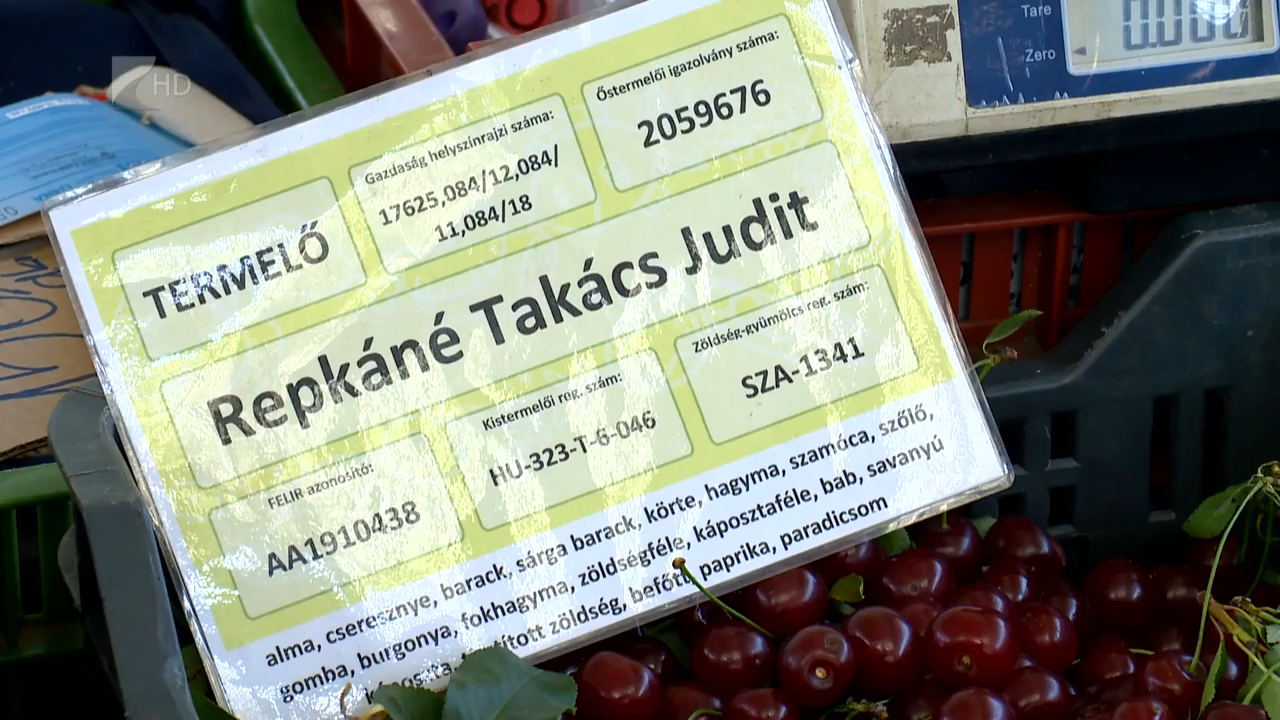 Tare
Zero
HD
TERMELŐ
Gazdaság helyszínrajzi száma:
17625,084/12,084/
11,084/18
Őstermelői igazolvány száma:
2059676
Repkáné Takács Judit
FELIR azonosító:
AA1910438
Kistermelői reg. szám:
HU-323-T-6-046
Zöldség-gyümölcs reg. szám:
SZA-1341
alma, cseresznye, barack, sárga barack, körte, hagyma, szamóca, szőlő,
gomba, burgonya, fokhagyma, zöldségféle, káposztaféle, bab, savanyú
zöldség, befőtt, paprika, paradicsom